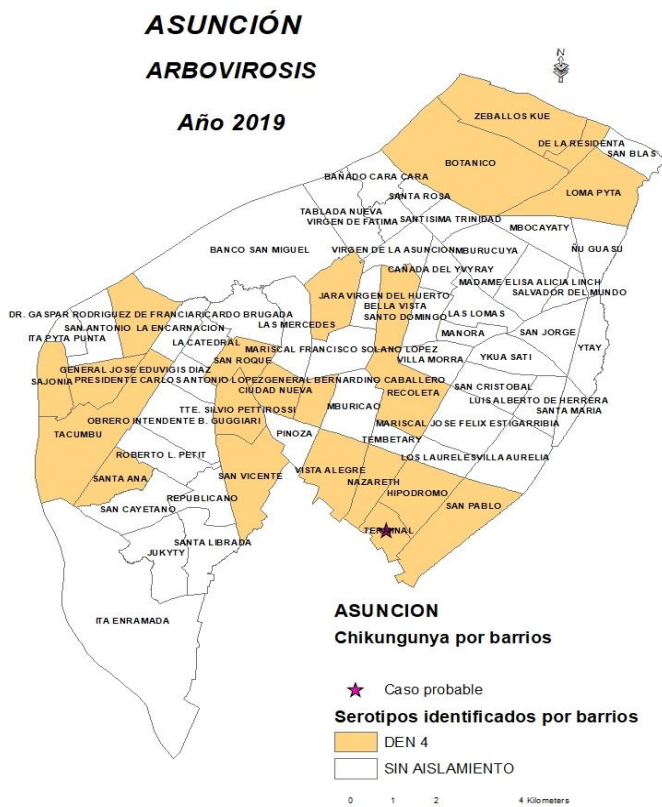 ASUNCIÓN
ARBOVIROSIS
Año 2019
N
ZEBALLOS KUE
DE LA RESIDENTA
SAN BLAS
BOTANICO
BAÑADO CARA CARA
LOMA PYTA
SANTA ROSA
TABLADA NUEVA
VIRGEN DE FATIMA
SANTISIMA TRINIDAD
MBOCAYATY
BANCO SAN MIGUEL
VIRGEN DE LA ASUNCION
MBURUCUYA
ÑU GUASU
CAÑADA DEL YVYRAY
MADAME ELISA ALICIA LINCH
JARA
VIRGEN DEL HUERTO
SALVADOR DEL MUNDO
BELLA VISTA
DR. GASPAR RODRIGUEZ DE FRANCIA
RICARDO BRUGADA
SANTO DOMINGO
LAS LOMAS
LAS MERCEDES
SAN ANTONIO
LA ENCARNACION
MANORA
SAN JORGE
ITA PYTA PUNTA
LA CATEDRAL
MARISCAL FRANCISCO SOLANO LOPEZ
YTAY
SAN ROQUE
VILLA MORRA
YKUA SATI
GENERAL JOSE EDUVIGIS DIAZ
SAJONIA
PRESIDENTE CARLOS ANTONIO LOPEZ
GENERAL BERNARDINO CABALLERO
CIUDAD NUEVA
SAN CRISTOBAL
RECOLETA
LUIS ALBERTO DE HERRERA
TTE. SILVIO PETTIROSSI
MBURICAO
SANTA MARIA
OBRERO INTENDENTE B. GUGGIARI
MARISCAL JOSE FELIX ESTIGARRIBIA
TACUMBU
PINOZA
TEMBETARY
ROBERTO L. PETIT
LOS LAURELES
VILLA AURELIA
VISTA ALEGRE
SANTA ANA
SAN VICENTE
NAZARETH
HIPODROMO
REPUBLICANO
SAN PABLO
SAN CAYETANO
TERMINAL
SANTA LIBRADA
JUKYTY
ITA ENRAMADA
ASUNCION
Chikungunya por barrios
Caso probable
Serotipos identificados por barrios
DEN 4
SIN AISLAMIENTO
0 1 2 4 Kilometers